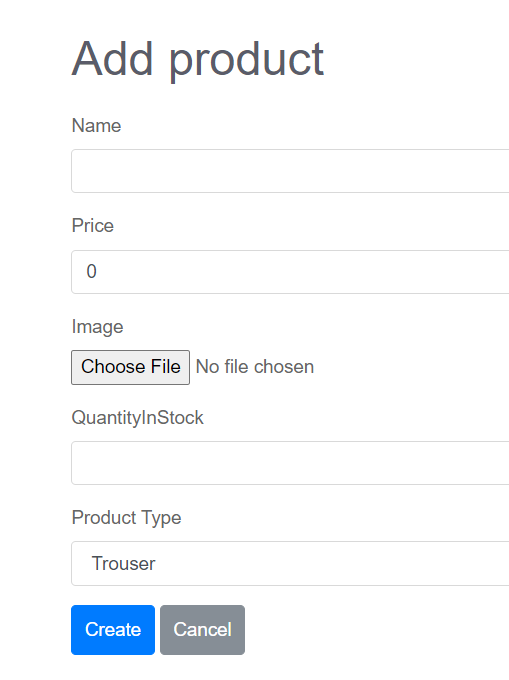 Add product
Name
Price
0
Image
Choose File No file chosen
QuantityInStock
Product Type
Trouser
Create Cancel